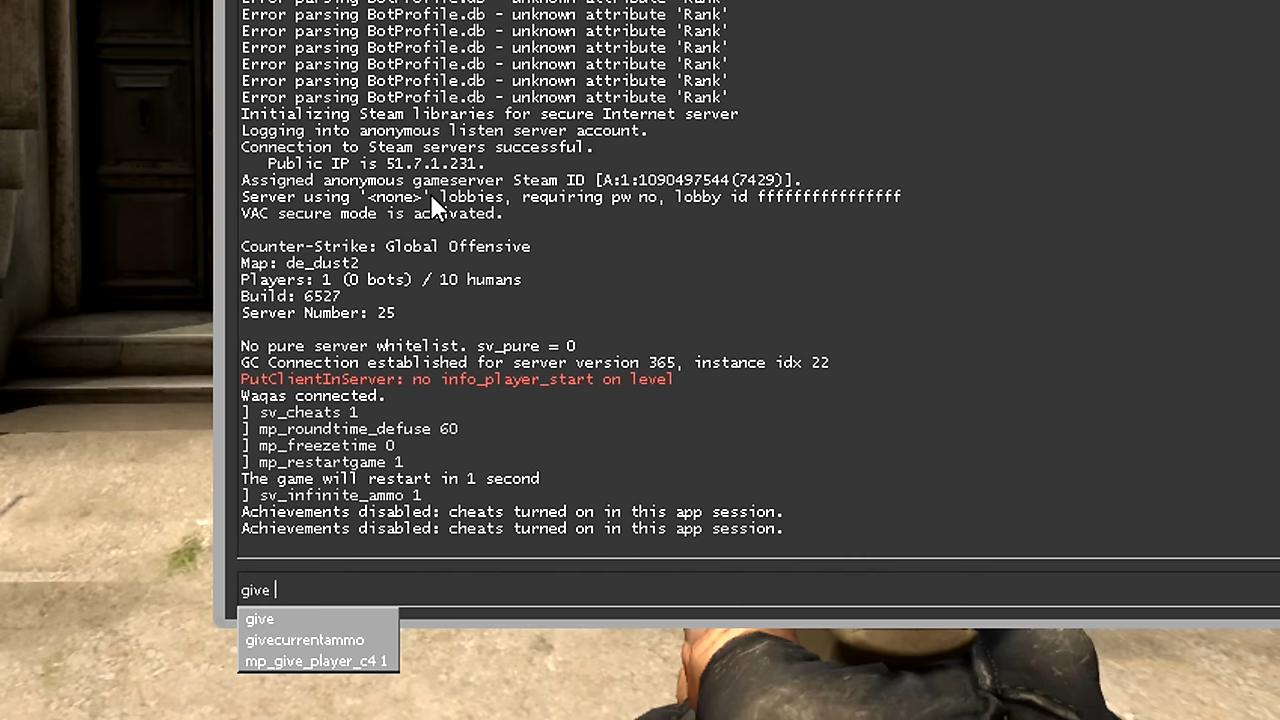 Error parsing BotProfile.db - unknown attribute 'Rank'
Error parsing BotProfile.db - unknown attribute 'Rank'
Error parsing BotProfile.db - unknown attribute 'Rank'
Error parsing BotProfile.db - unknown attribute 'Rank'
Error parsing BotProfile.db - unknown attribute 'Rank'
Error parsing BotProfile.db - unknown attribute 'Rank'
Error parsing BotProfile.db - unknown attribute 'Rank'
Initializing Steam libraries for secure Internet server
Logging into anonymous listen server account.
Connection to Steam servers successful.
Public IP is 51.7.1.231.
Assigned anonymous gameserver Steam ID [A:1:1090497544(7429)].
Server using '<none>' lobbies, requiring pw no, lobby id ffffffffffffffff
VAC secure mode is activated.
Counter-Strike: Global Offensive
Map: de_dust2
Players: 1 (0 bots) / 10 humans
Build: 6527
Server Number: 25
No pure server whitelist. sv_pure = 0
GC Connection established for server version 365, instance idx 22
PutClientInServer: no info_player_start on level
Waqas connected.
] sv_cheats 1
] mp_roundtime_defuse 60
] mp_freezetime 0
] mp_restartgame 1
The game will restart in 1 second
] sv_infinite_ammo 1
Achievements disabled: cheats turned on in this app session.
Achievements disabled: cheats turned on in this app session.
give
give
givecurrentammo
mp_give_player_c4 1